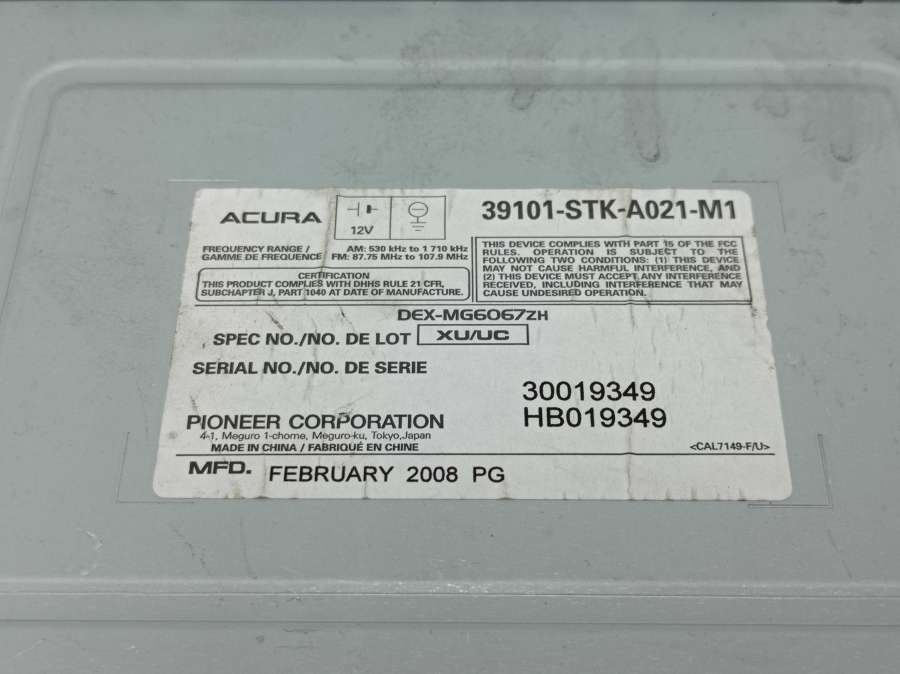 ACURA
12V
39101-STK-A021-M1
FREQUENCY RANGE / AM: 530 kHz to 1 710 kHz
GAMME DE FREQUENCE FM: 87.75 MHz to 107.9 MHz
CERTIFICATION
THIS PRODUCT COMPLIES WITH DHHS RULE 21 CFR,
SUBCHAPTER J, PART 1040 AT DATE OF MANUFACTURE.
THIS DEVICE COMPLIES WITH PART 15 OF THE FCC
RULES. OPERATION IS SUBJECT TO THE
FOLLOWING TWO CONDITIONS: (1) THIS DEVICE
MAY NOT CAUSE HARMFUL INTERFERENCE, AND
(2) THIS DEVICE MUST ACCEPT ANY INTERFERENCE
RECEIVED, INCLUDING INTERFERENCE THAT MAY
CAUSE UNDESIRED OPERATION.
DEX-MG6067ZH
SPEC NO./NO. DE LOT XU/UC
SERIAL NO./NO. DE SERIE
30019349
HB019349
PIONEER CORPORATION
4-1, Meguro 1-chome, Meguro-ku, Tokyo, Japan
MADE IN CHINA / FABRIQUÉ EN CHINE
<CAL7149-F/U>
MFD. FEBRUARY 2008 PG